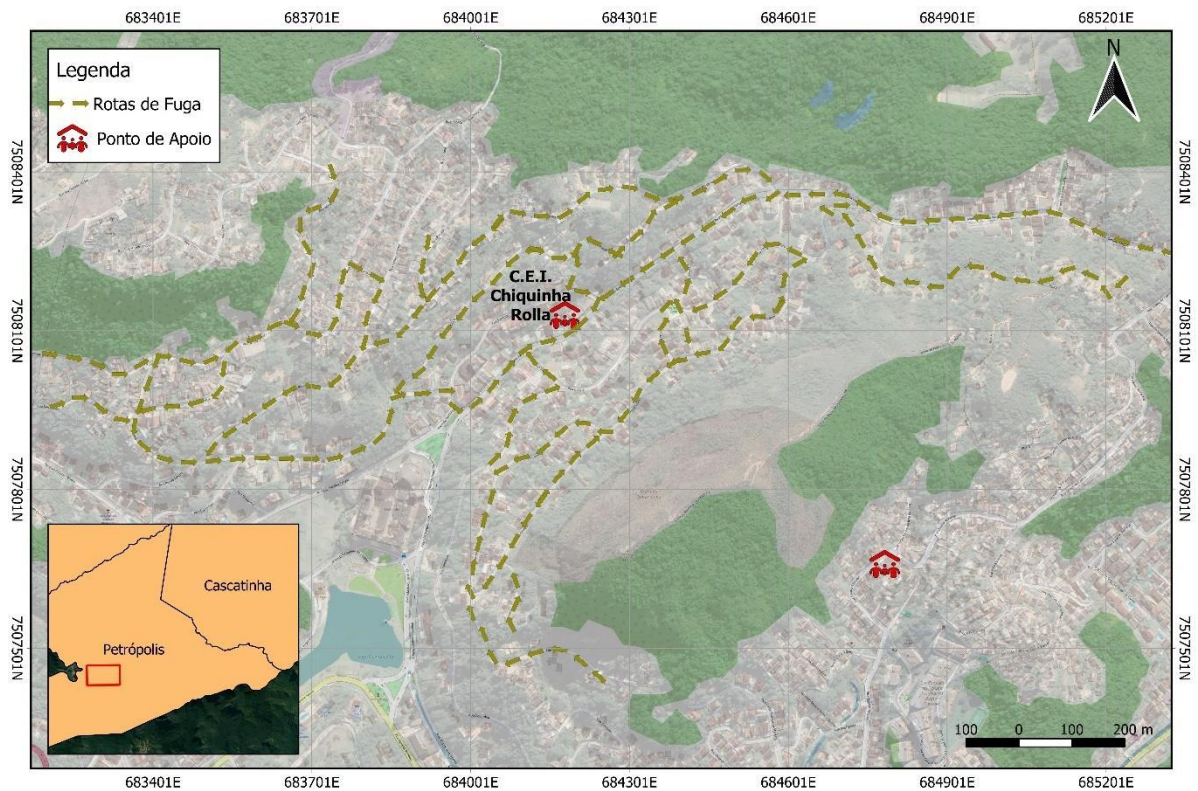 683401E 683701E 684001E 684301E 684601E 684901E 685201E
Legenda
Rotas de Fuga
Ponto de Apoio
N
7508401N 7508401N
C.E.I.
Chiquinha
Rolla
7508101N 7508101N
7507801N 7507801N
Cascatinha
Petrópolis
7507501N 7507501N
100 0 100 200 m
683401E 683701E 684001E 684301E 684601E 684901E 685201E